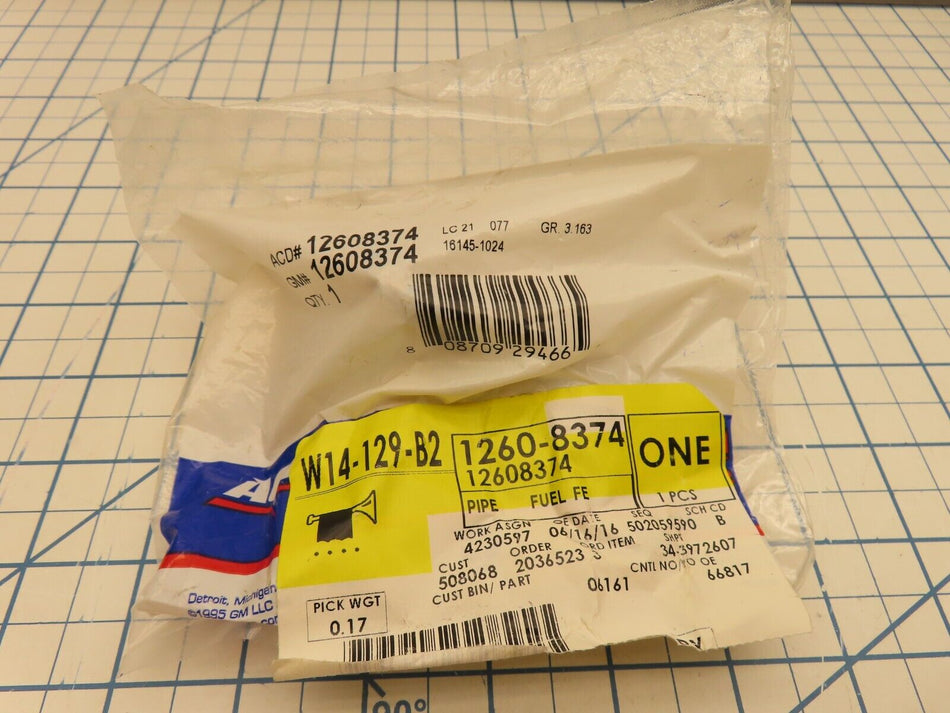 ACD# 12608374
GM# 12608374
QTY. 1
LC 21 077 GR 3.163
16145-1024
8 08709 29466
W14-129-B2
1260-8374
12608374
PIPE FUEL FE
ONE
1 PCS
WORK ASGN
4230597
06/16/16
SEQ
502059590
SCH CD
B
CUST
508068
ORDER
2036523
ITEM
SHPT
34-3972607
CUST BIN/ PART
06161
CNTL NO/
OE
66817
PICK WGT
0.17
Detroit, Michigan
©1995 GM LLC
90°